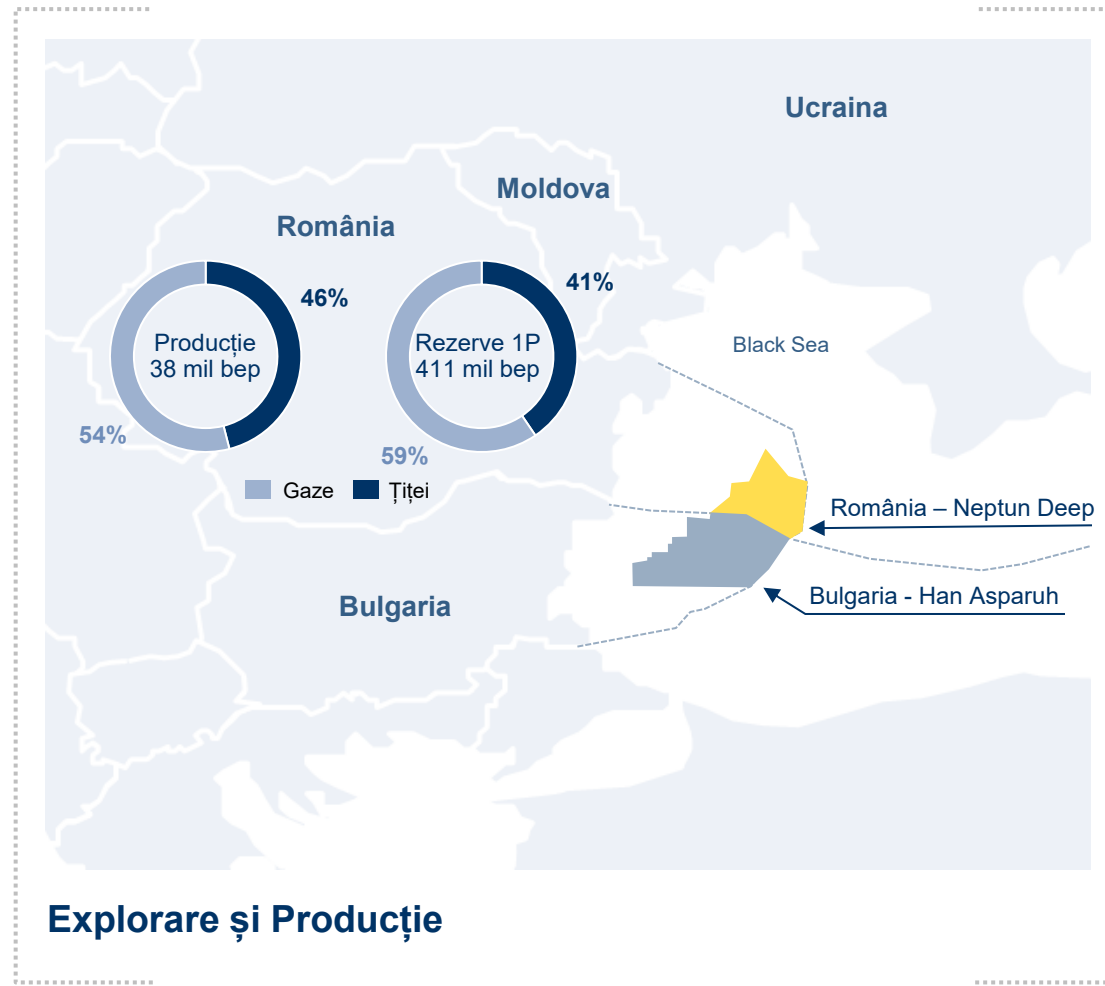 Ucraina
Moldova
România
41%
46%
Producție
38 mil bep
Rezerve 1P
411 mil bep
Black Sea
54%
59%
Gaze
Țiței
România – Neptun Deep
Bulgaria - Han Asparuh
Bulgaria
Explorare și Producție